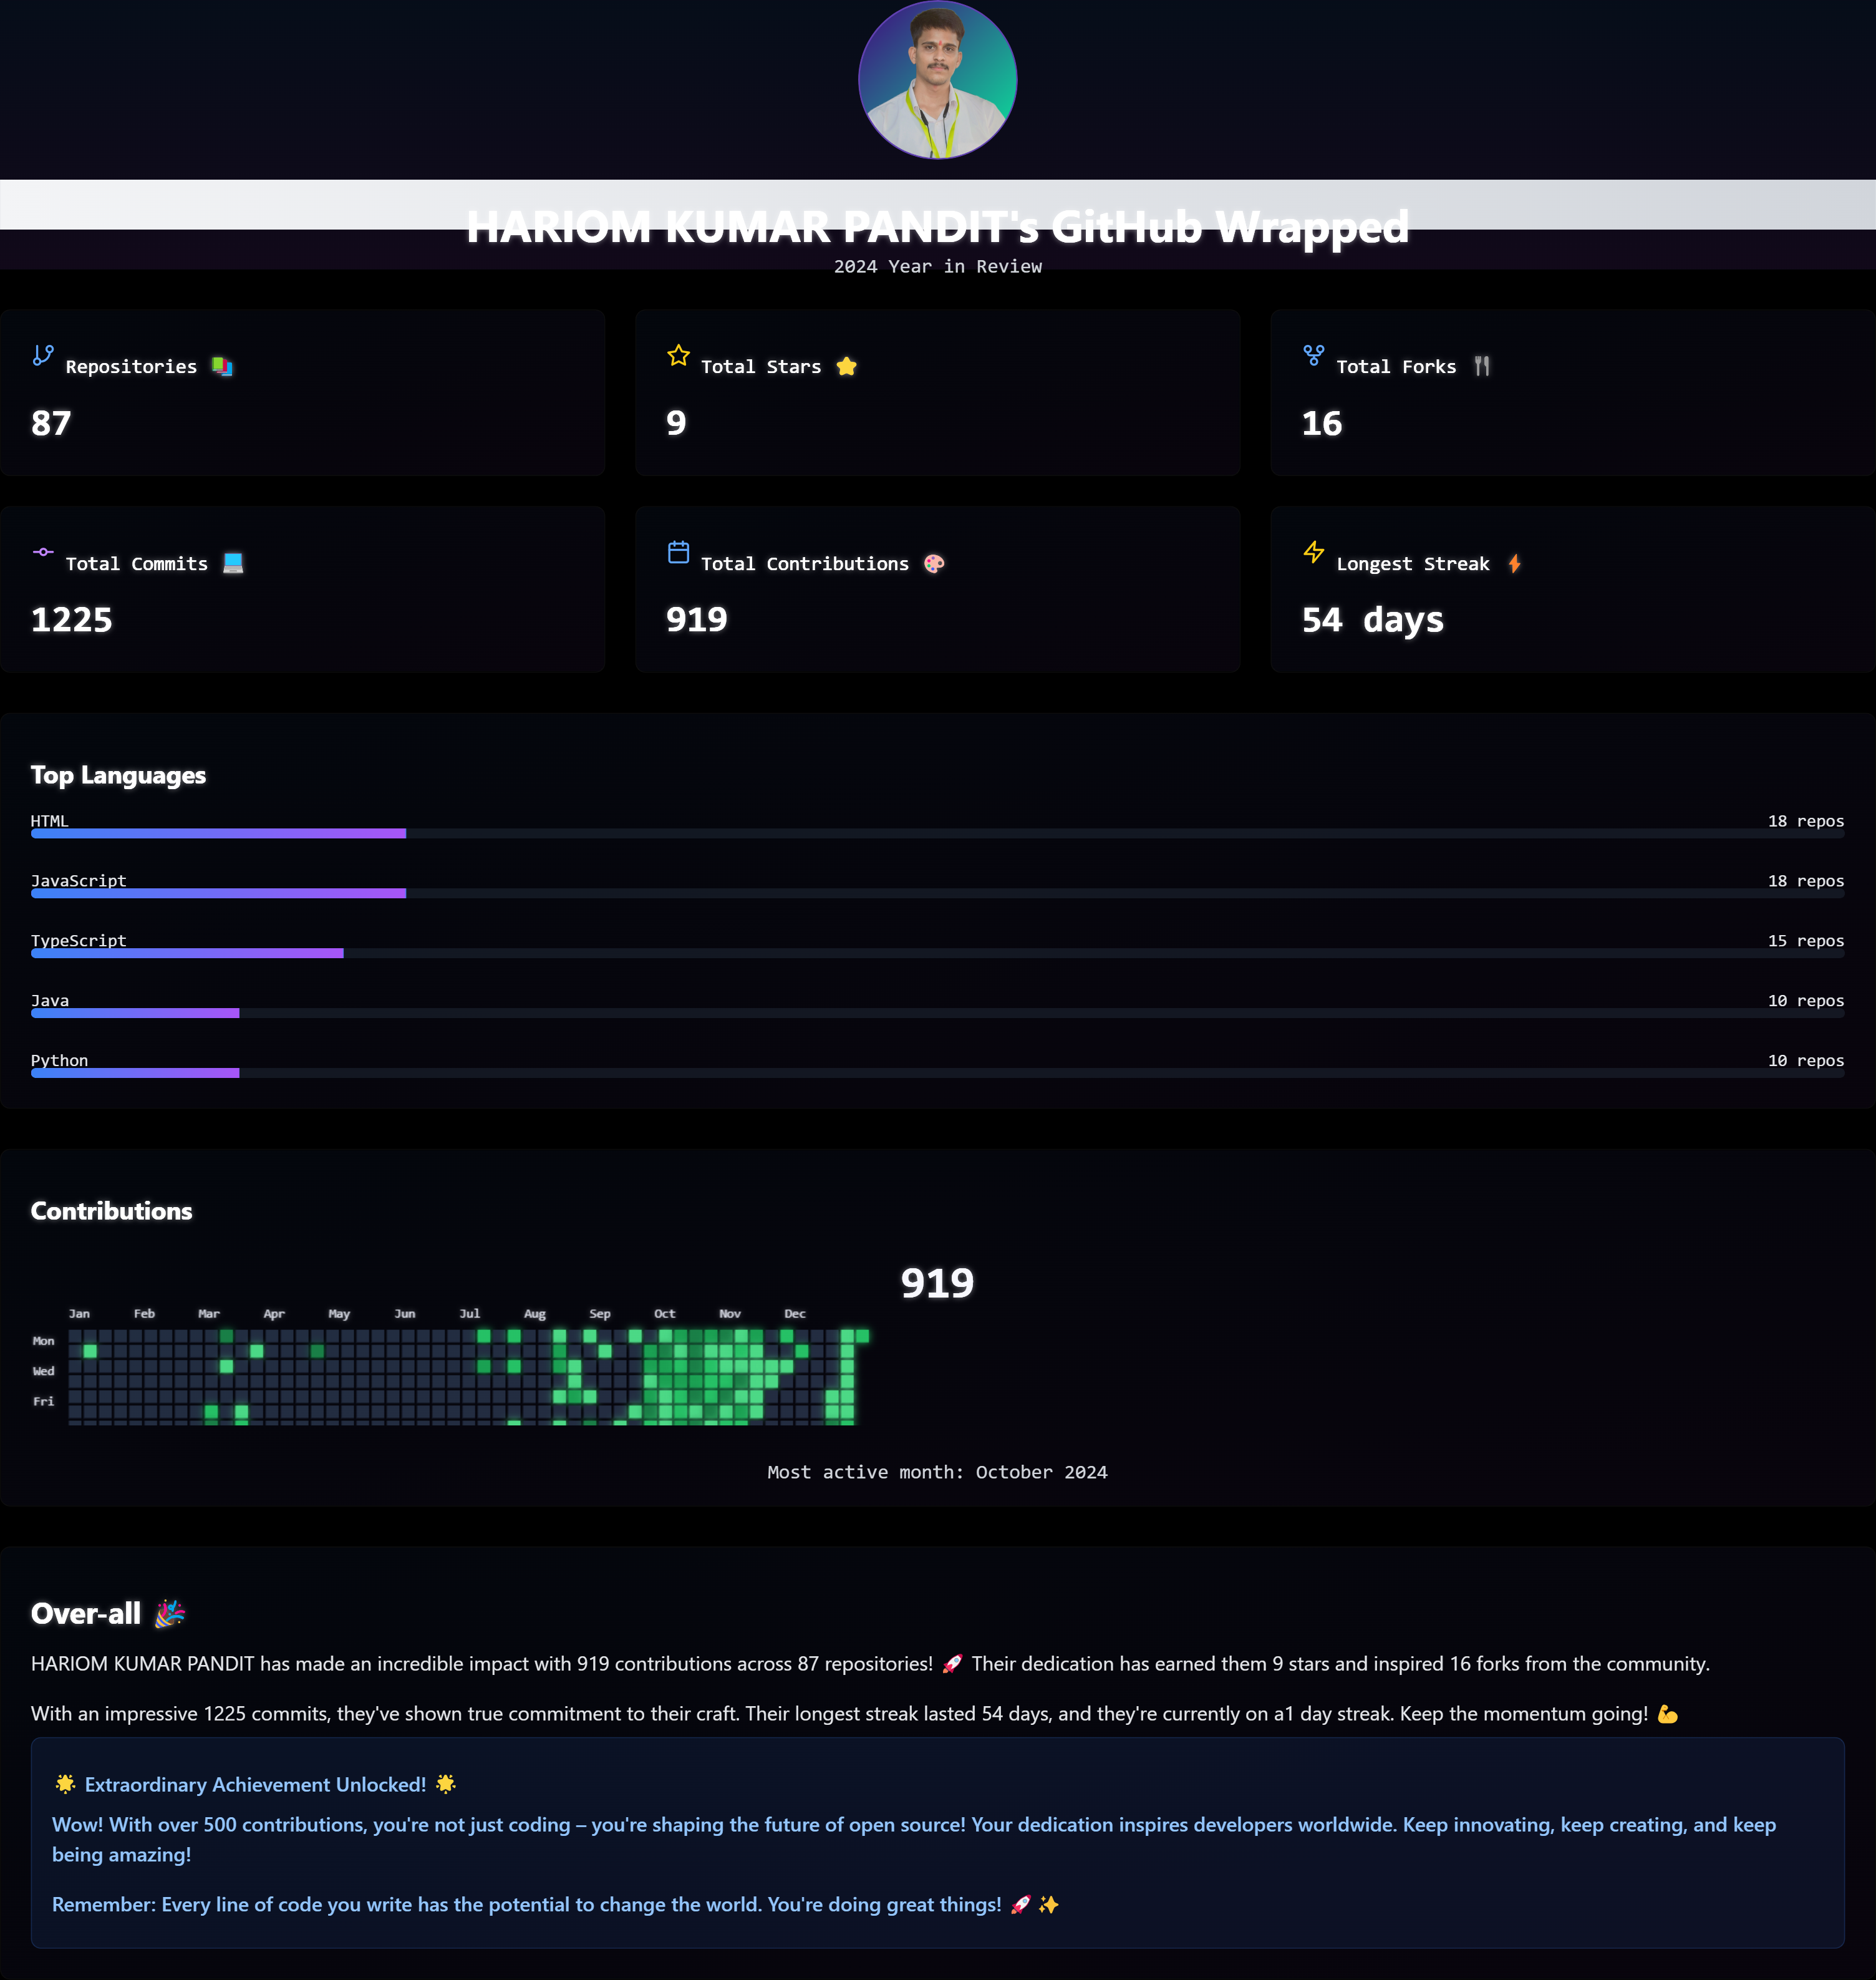 HARIOM KUMAR PANDIT's GitHub Wrapped
2024 Year in Review
Repositories 📚
87
Total Stars ⭐
9
Total Forks 🍴
16
Total Commits 💻
1225
Total Contributions 🎨
919
Longest Streak ⚡
54 days
Top Languages
HTML 18 repos
JavaScript 18 repos
TypeScript 15 repos
Java 10 repos
Python 10 repos
Contributions
919
Jan Feb Mar Apr May Jun Jul Aug Sep Oct Nov Dec
Mon
Wed
Fri
Most active month: October 2024
Over-all 🎉
HARIOM KUMAR PANDIT has made an incredible impact with 919 contributions across 87 repositories! 🚀 Their dedication has earned them 9 stars and inspired 16 forks from the community.
With an impressive 1225 commits, they've shown true commitment to their craft. Their longest streak lasted 54 days, and they're currently on a1 day streak. Keep the momentum going! 💪
🌟 Extraordinary Achievement Unlocked! 🌟
Wow! With over 500 contributions, you're not just coding – you're shaping the future of open source! Your dedication inspires developers worldwide. Keep innovating, keep creating, and keep
being amazing!
Remember: Every line of code you write has the potential to change the world. You're doing great things! 🚀✨